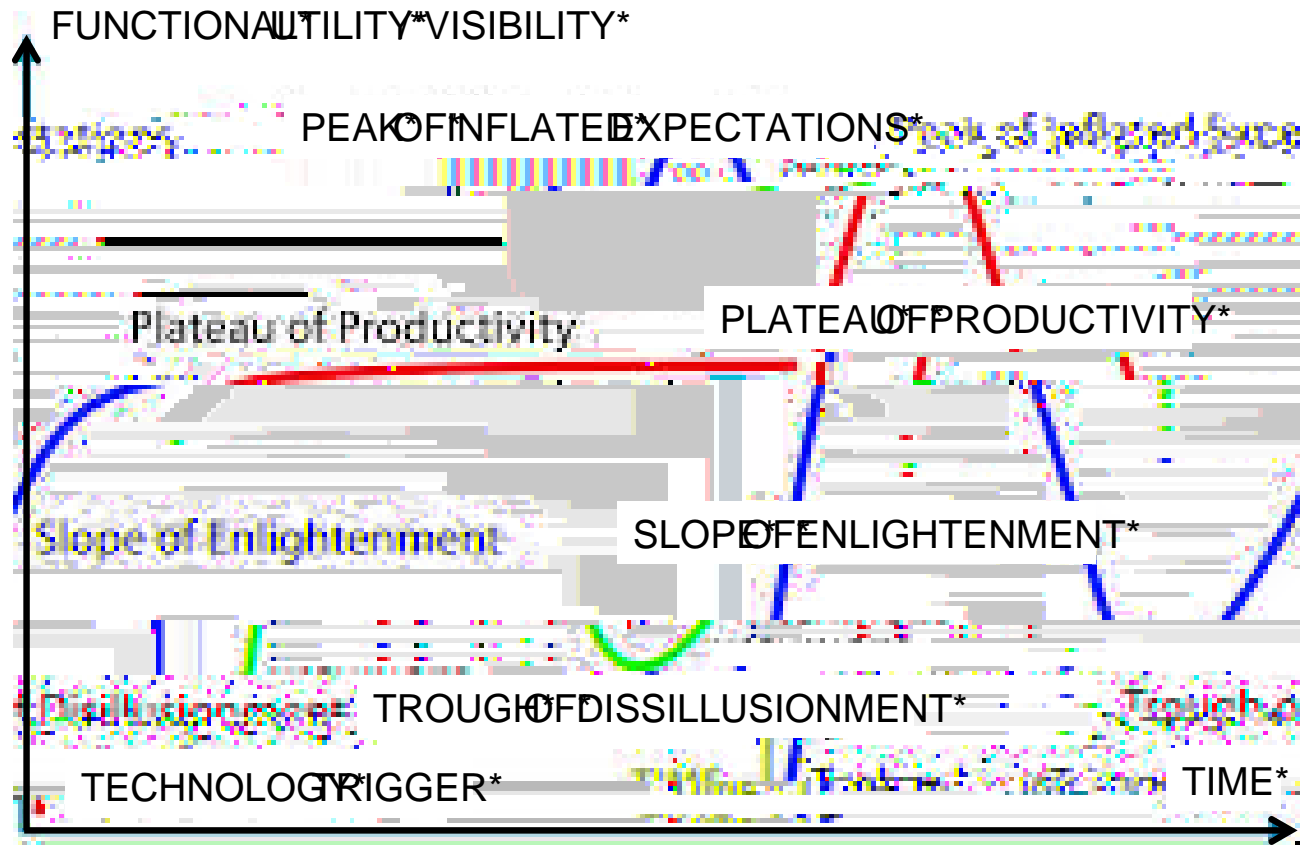 FUNCTIONAL* UTILITY* / *VISIBILITY*
PEAK* OF* INFLATED* EXPECTATIONS*
Plateau of Productivity
PLATEAU* OF* PRODUCTIVITY*
Slope of Enlightenment
SLOPE* OF* ENLIGHTENMENT*
Disillusionment
TROUGH* OF* DISSILLUSIONMENT*
TECHNOLOGY* TRIGGER*
TIME*